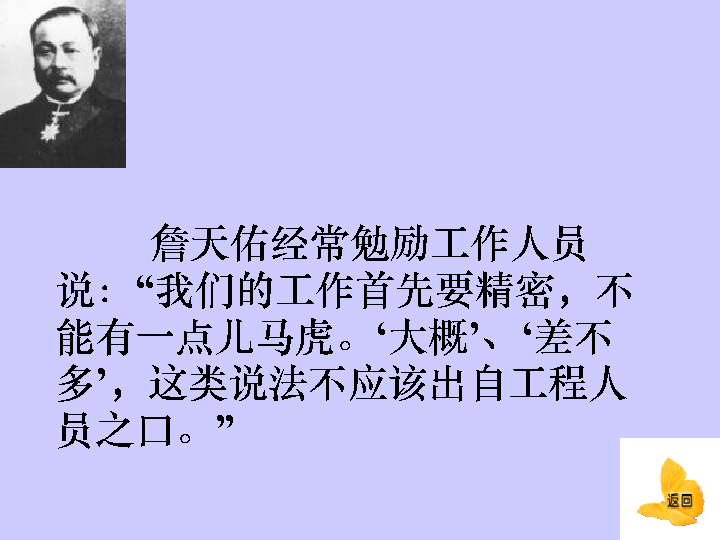 詹天佑经常勉励工作人员
说：“我们的工作首先要精密，不
能有一点儿马虎。‘大概’、‘差不
多’，这类说法不应该出自工程人
员之口。”
返回